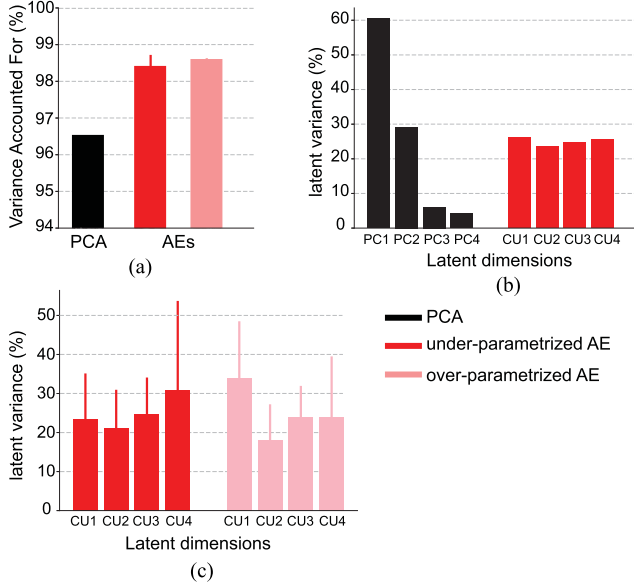 Variance Accounted For (%)
100
99
98
97
96
95
94
PCA
AEs
(a)
latent variance (%)
60
50
40
30
20
10
0
PC1 PC2 PC3 PC4 CU1 CU2 CU3 CU4
Latent dimensions
(b)
latent variance (%)
50
40
30
20
10
0
CU1 CU2 CU3 CU4 CU1 CU2 CU3 CU4
Latent dimensions
(c)
PCA
under-parametrized AE
over-parametrized AE